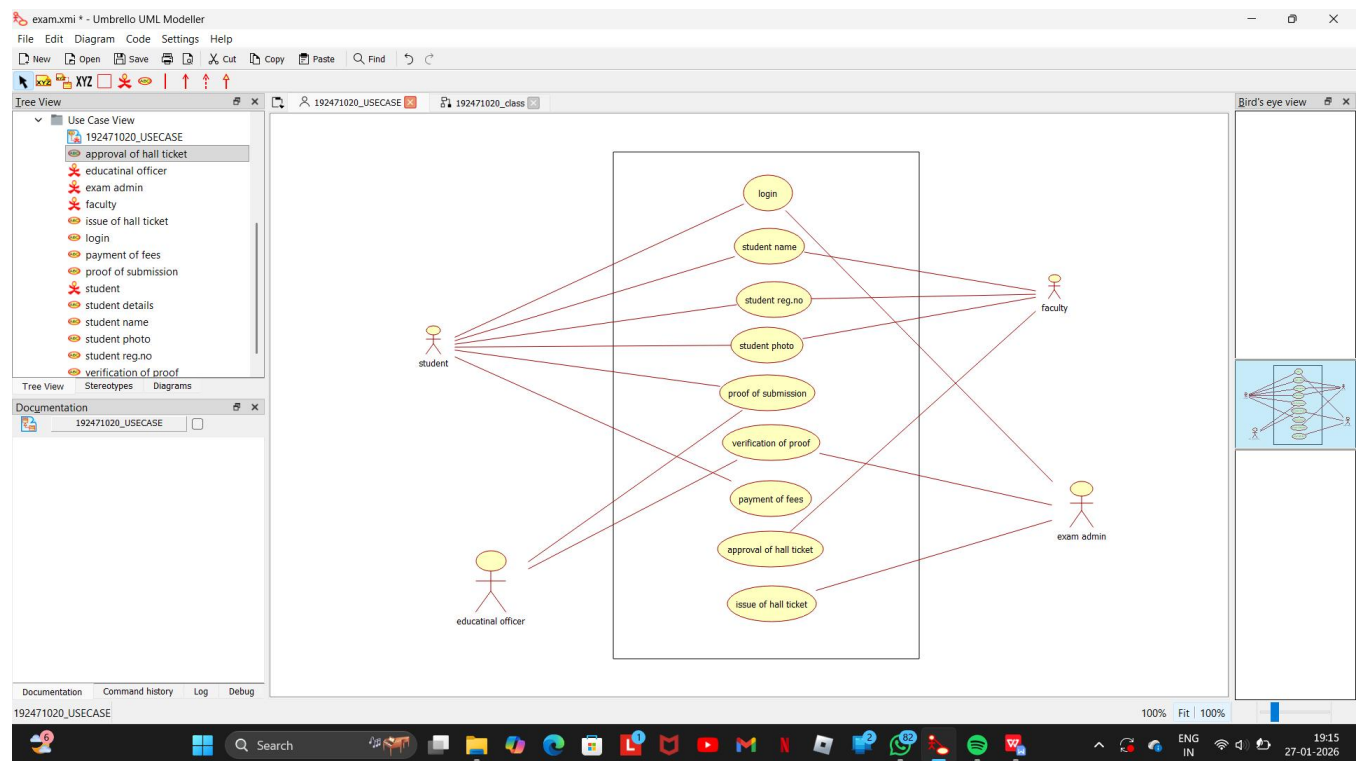 exam.xmi * - Umbrello UML Modeller
File Edit Diagram Code Settings Help
New Open Save Cut Copy Paste Find
XYZ XYZ
Tree View
192471020_USECASE 192471020_class
Bird's eye view
Use Case View
192471020_USECASE
approval of hall ticket
educatinal officer
exam admin
faculty
issue of hall ticket
login
payment of fees
proof of submission
student
student details
student name
student photo
student reg.no
verification of proof
Tree View Stereotypes Diagrams
Documentation
192471020_USECASE
login
student name
student reg.no
student photo
proof of submission
verification of proof
payment of fees
approval of hall ticket
issue of hall ticket
student
educatinal officer
faculty
exam admin
Documentation Command history Log Debug
192471020_USECASE
100% Fit 100%
6
Search
L
2
82
W
ENG
IN
19:15
27-01-2026